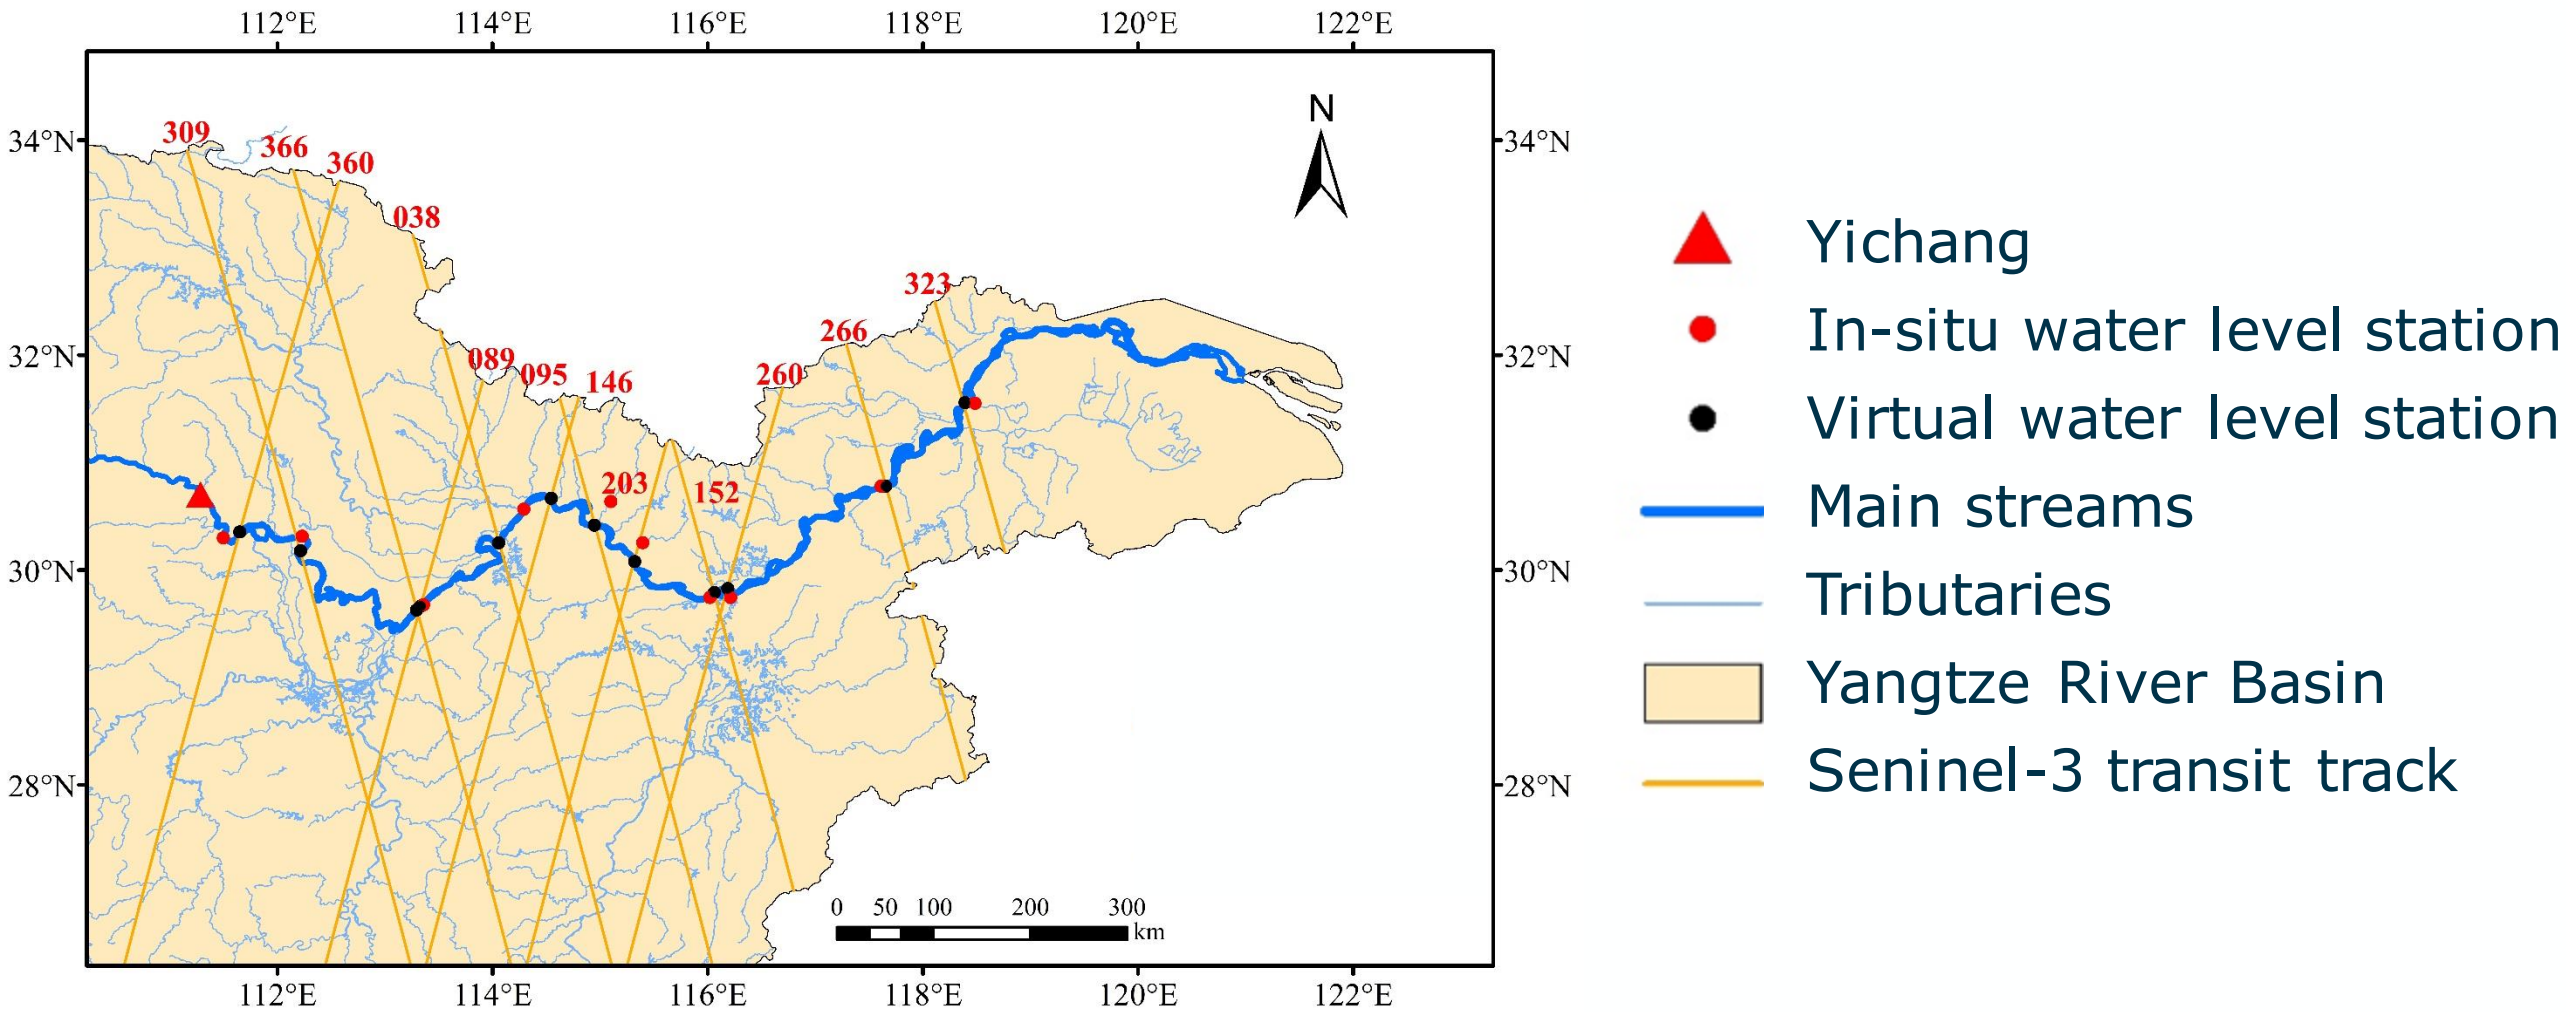 112°E 114°E 116°E 118°E 120°E 122°E
N
34°N 34°N
309
366
360
038
323
266
32°N 32°N
089
095
146
260
203
152
30°N 30°N
28°N 28°N
0 50 100 200 300
km
112°E 114°E 116°E 118°E 120°E 122°E
Yichang
In-situ water level station
Virtual water level station
Main streams
Tributaries
Yangtze River Basin
Seninel-3 transit track